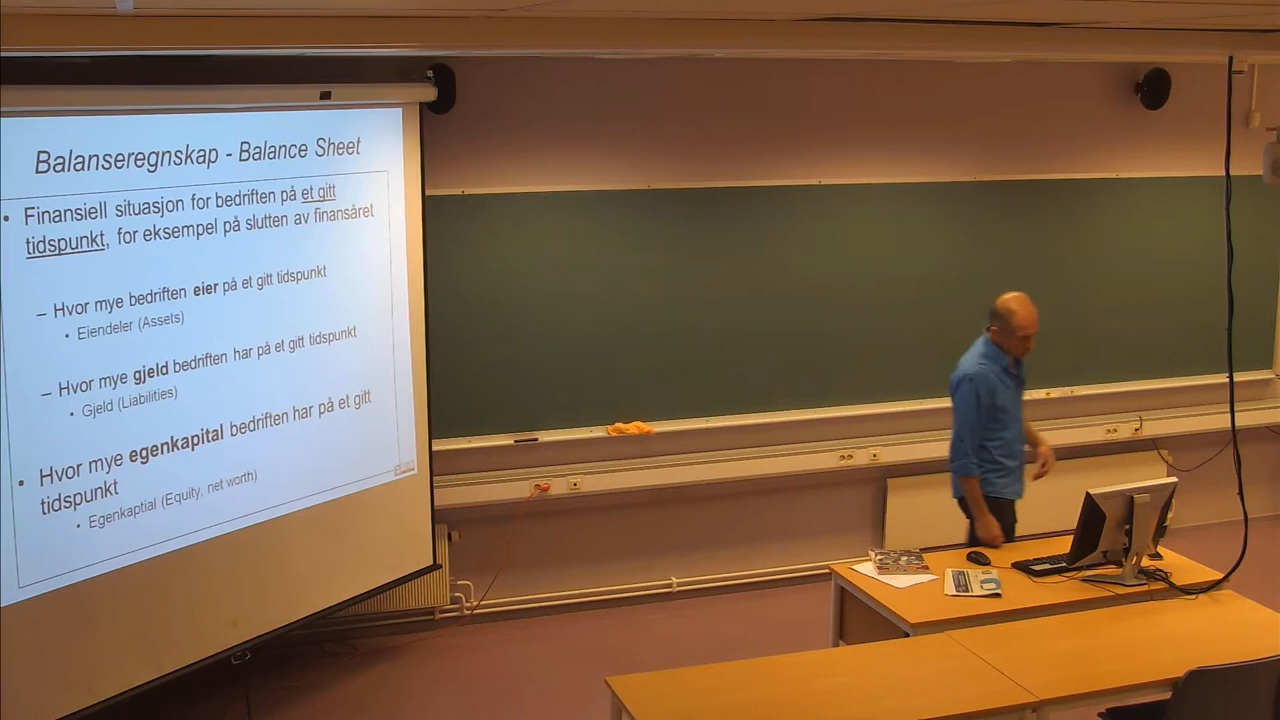 Balanseregnskap - Balance Sheet
• Finansiell situasjon for bedriften på et gitt
tidspunkt, for eksempel på slutten av finansåret
– Hvor mye bedriften eier på et gitt tidspunkt
• Eiendeler (Assets)
– Hvor mye gjeld bedriften har på et gitt tidspunkt
• Gjeld (Liabilities)
• Hvor mye egenkapital bedriften har på et gitt
tidspunkt
• Egenkaptial (Equity, net worth)